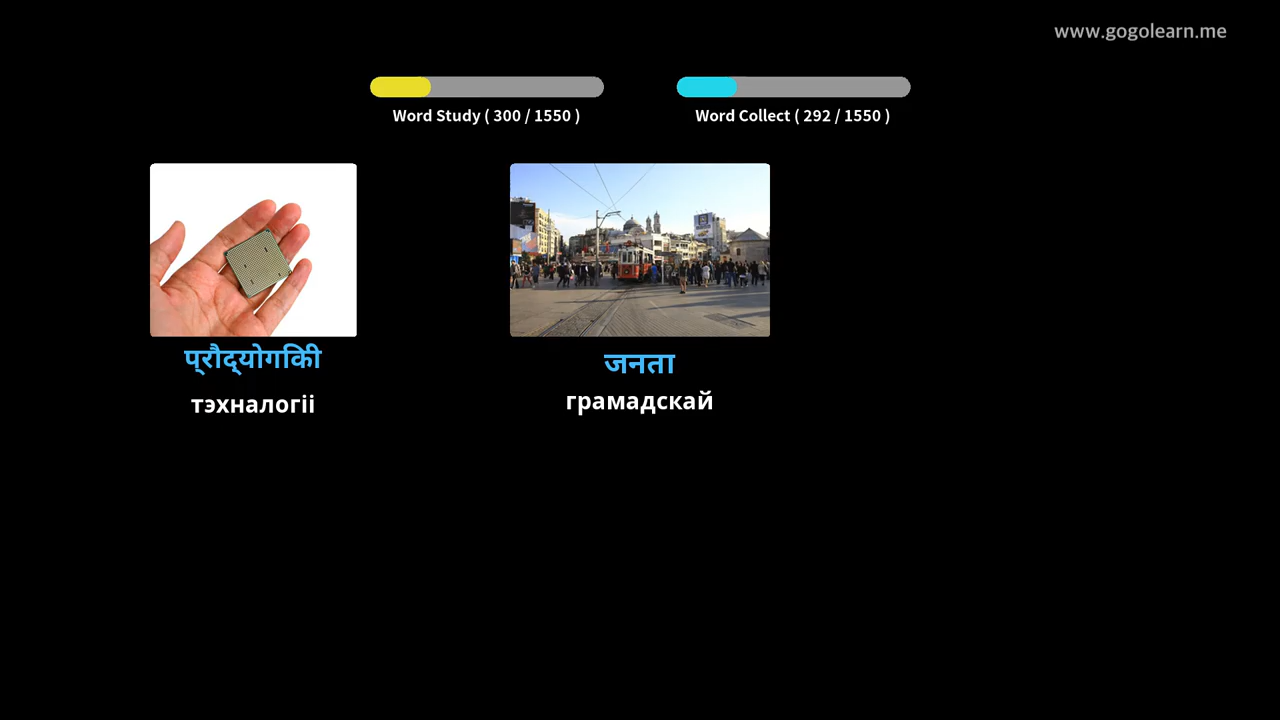 www.gogolearn.me
Word Study ( 300 / 1550 )
Word Collect ( 292 / 1550 )
प्रौद्योगिकी
тэхналогіі
जनता
грамадскай